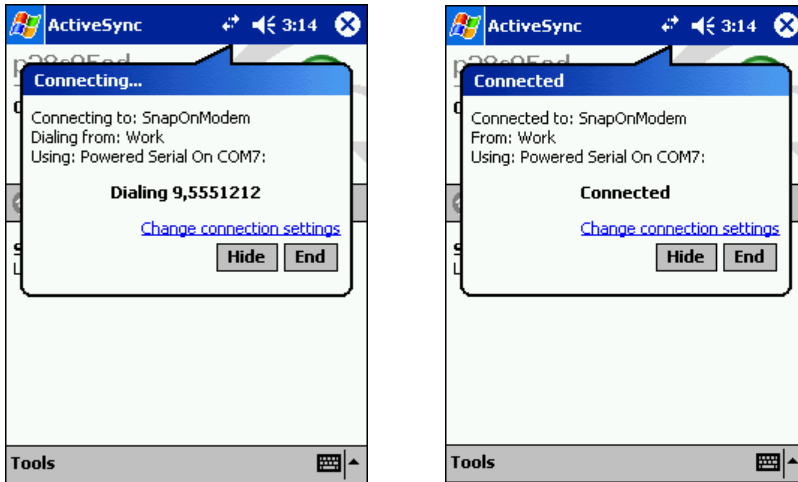 ActiveSync 3:14
Connecting...
Connecting to: SnapOnModem
Dialing from: Work
Using: Powered Serial On COM7:
Dialing 9,5551212
Change connection settings
Hide End
Tools
ActiveSync 3:14
Connected
Connected to: SnapOnModem
From: Work
Using: Powered Serial On COM7:
Connected
Change connection settings
Hide End
Tools